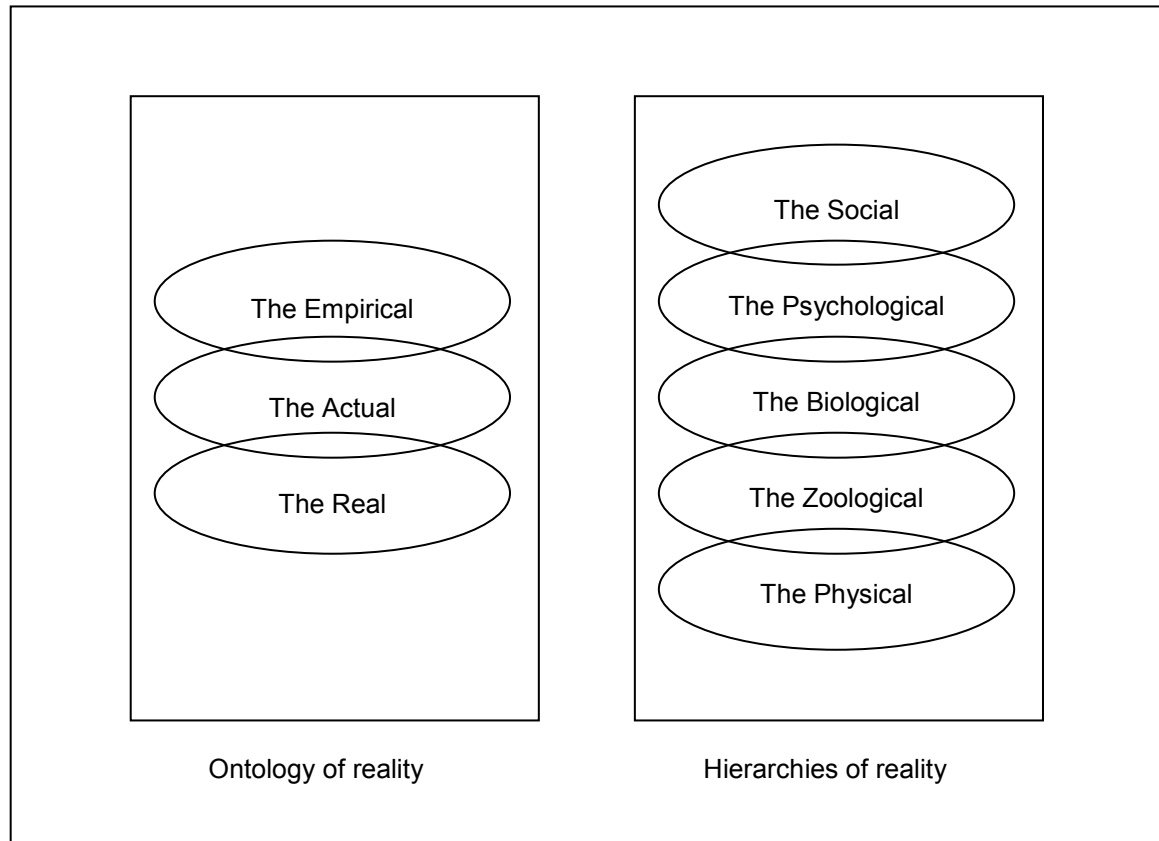 The Empirical
The Actual
The Real
Ontology of reality
The Social
The Psychological
The Biological
The Zoological
The Physical
Hierarchies of reality